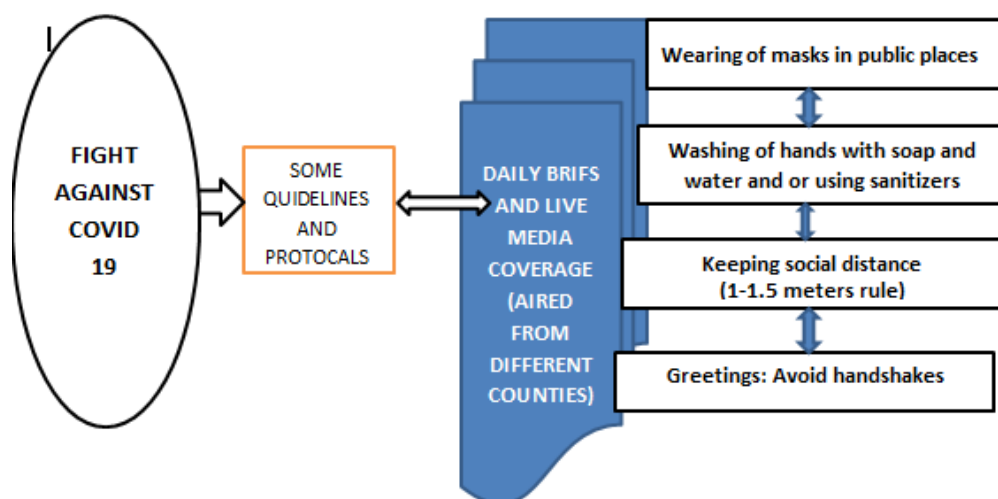 FIGHT
AGAINST
COVID
19
SOME
QUIDELINES
AND
PROTOCALS
DAILY BRIFS
AND LIVE
MEDIA
COVERAGE
(AIRED
FROM
DIFFERENT
COUNTIES)
Wearing of masks in public places
Washing of hands with soap and
water and or using sanitizers
Keeping social distance
(1-1.5 meters rule)
Greetings: Avoid handshakes